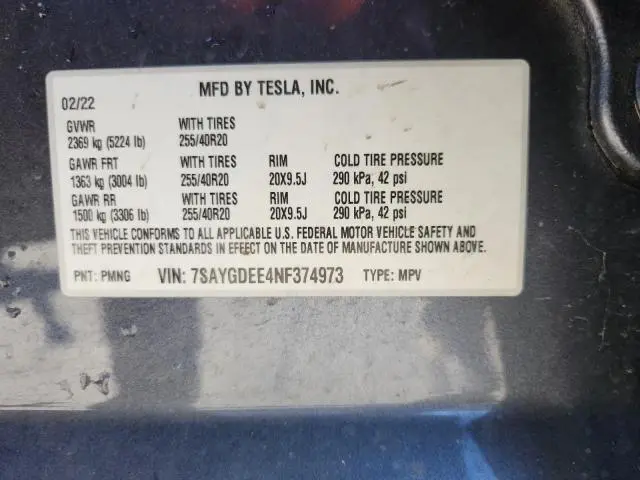 MFD BY TESLA, INC.
02/22
GVWR WITH TIRES
2369 kg (5224 lb) 255/40R20
GAWR FRT WITH TIRES RIM COLD TIRE PRESSURE
1363 kg (3004 lb) 255/40R20 20X9.5J 290 kPa, 42 psi
GAWR RR WITH TIRES RIM COLD TIRE PRESSURE
1500 kg (3306 lb) 255/40R20 20X9.5J 290 kPa, 42 psi
THIS VEHICLE CONFORMS TO ALL APPLICABLE U.S. FEDERAL MOTOR VEHICLE SAFETY AND
THEFT PREVENTION STANDARDS IN EFFECT ON THE DATE OF MANUFACTURE SHOWN ABOVE.
PNT: PMNG VIN: 7SAYGDEE4NF374973 TYPE: MPV